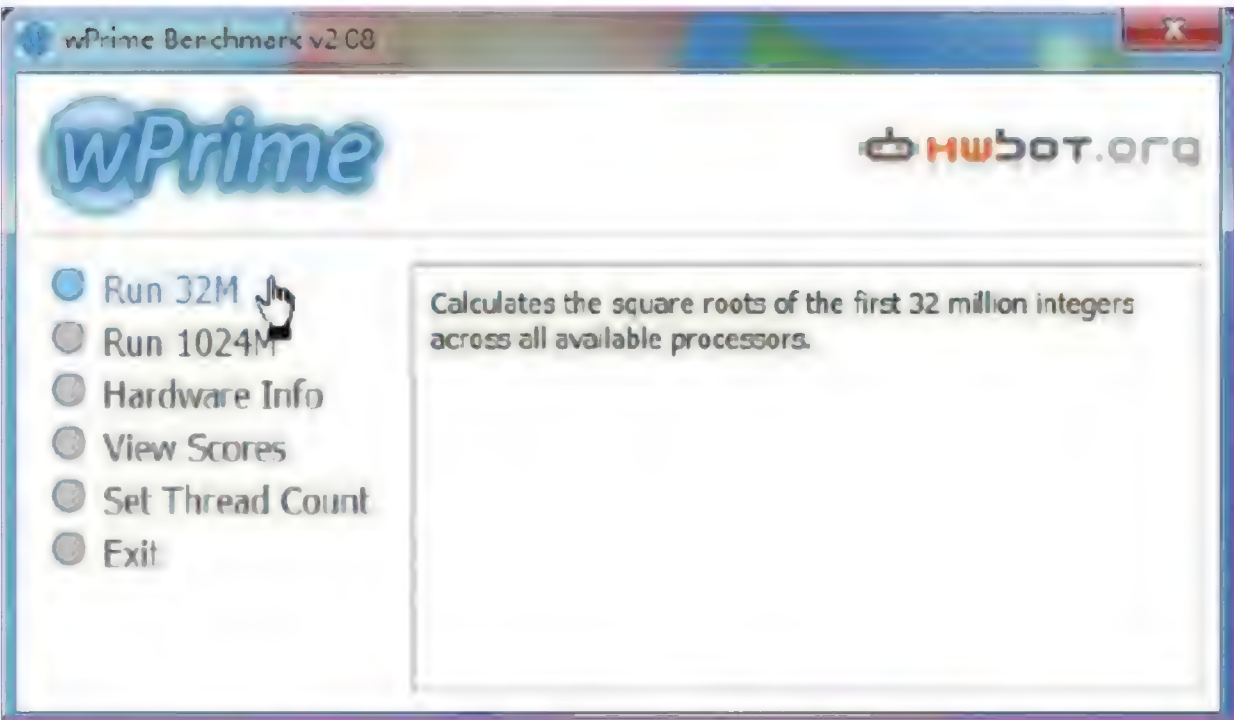 wPrime Benchmark v2.08
wPrime
HWBOT.org
Run 32M
Run 1024M
Hardware Info
View Scores
Set Thread Count
Exit
Calculates the square roots of the first 32 million integers
across all available processors.